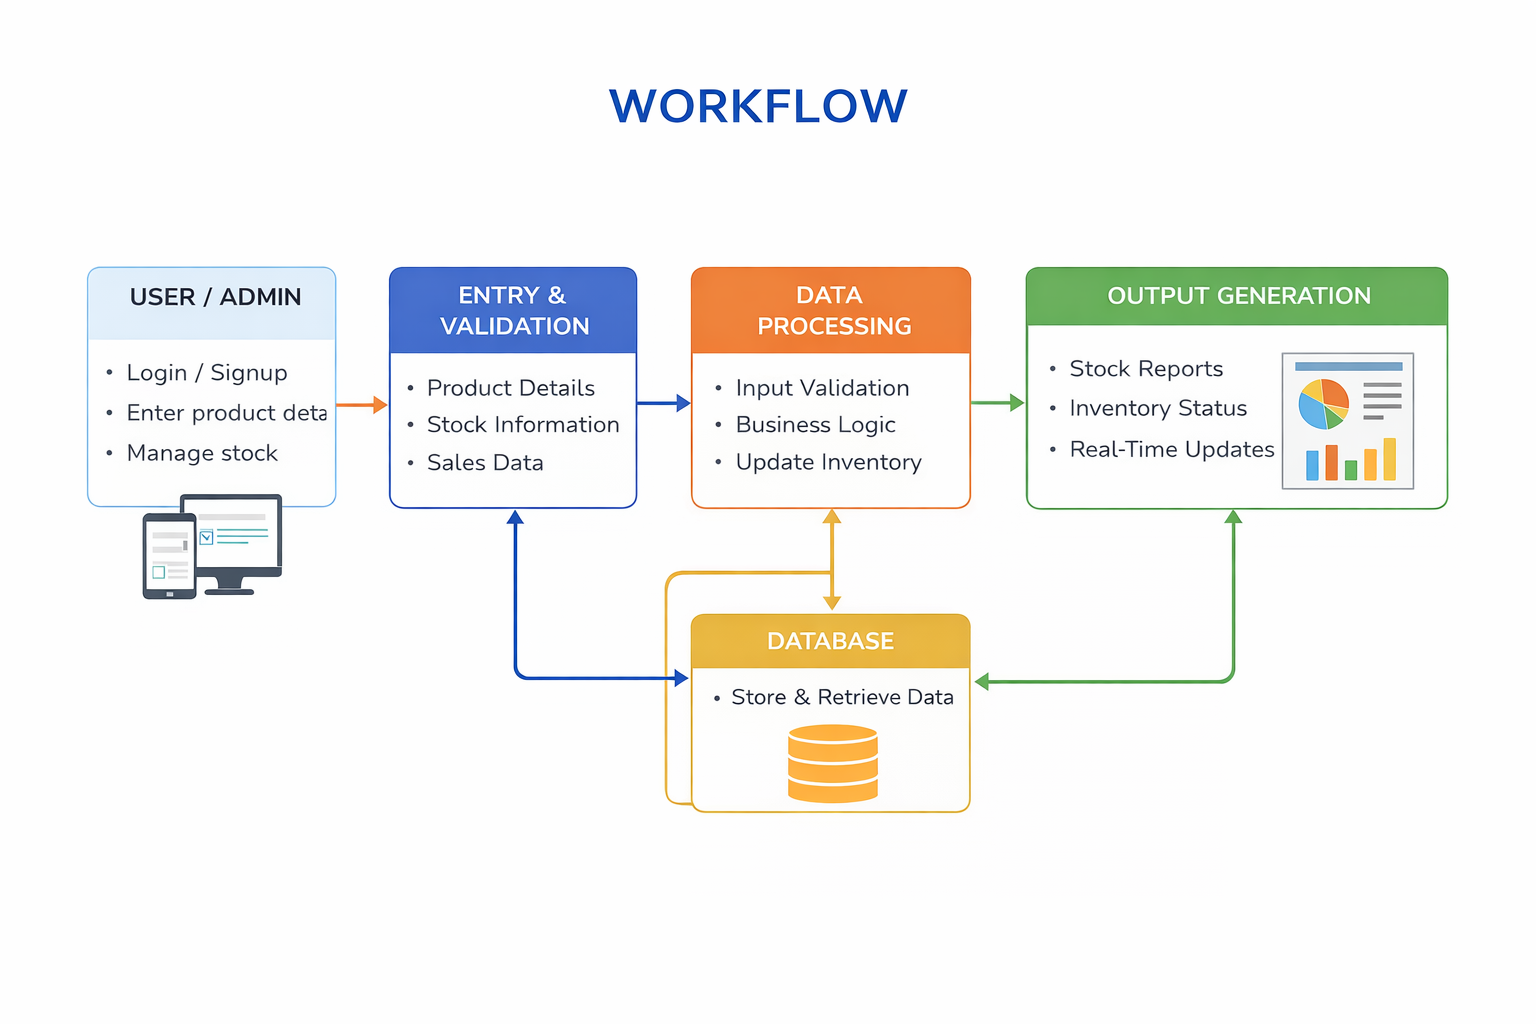 WORKFLOW
USER / ADMIN
• Login / Signup
• Enter product deta
• Manage stock
ENTRY &
VALIDATION
• Product Details
• Stock Information
• Sales Data
DATA
PROCESSING
• Input Validation
• Business Logic
• Update Inventory
OUTPUT GENERATION
• Stock Reports
• Inventory Status
• Real-Time Updates
DATABASE
• Store & Retrieve Data